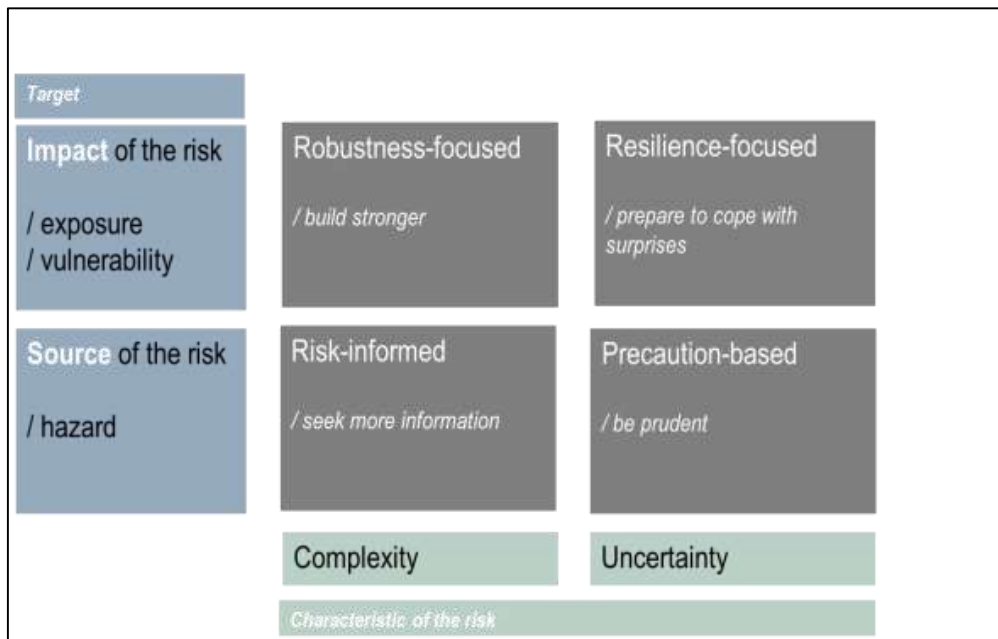 Target
Impact of the risk
/ exposure
/ vulnerability
Robustness-focused
/ build stronger
Resilience-focused
/ prepare to cope with
surprises
Source of the risk
/ hazard
Risk-informed
/ seek more information
Precaution-based
/ be prudent
Complexity
Uncertainty
Characteristic of the risk